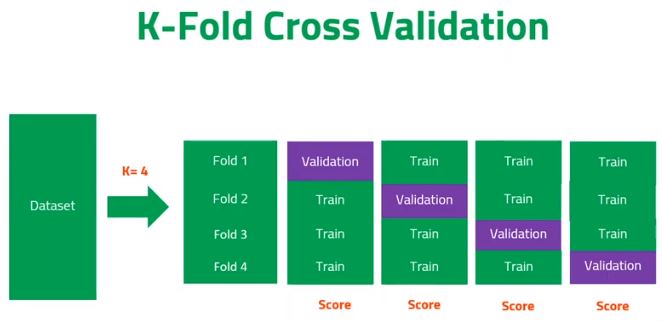 K-Fold Cross Validation
K= 4
Dataset
Fold 1 Validation Train Train Train
Fold 2 Train Validation Train Train
Fold 3 Train Train Validation Train
Fold 4 Train Train Train Validation
Score Score Score Score